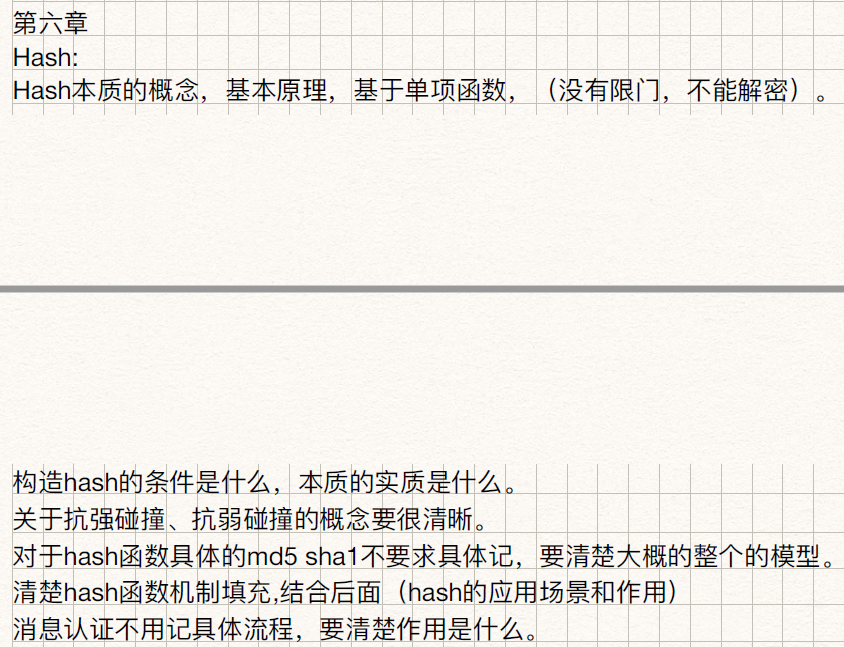 第六章
Hash:
Hash本质的概念，基本原理，基于单项函数，（没有限门，不能解密）。
构造hash的条件是什么，本质的实质是什么。
关于抗强碰撞、抗弱碰撞的概念要很清晰。
对于hash函数具体的md5 sha1不要求具体记，要清楚大概的整个的模型。
清楚hash函数机制填充,结合后面（hash的应用场景和作用）
消息认证不用记具体流程，要清楚作用是什么。